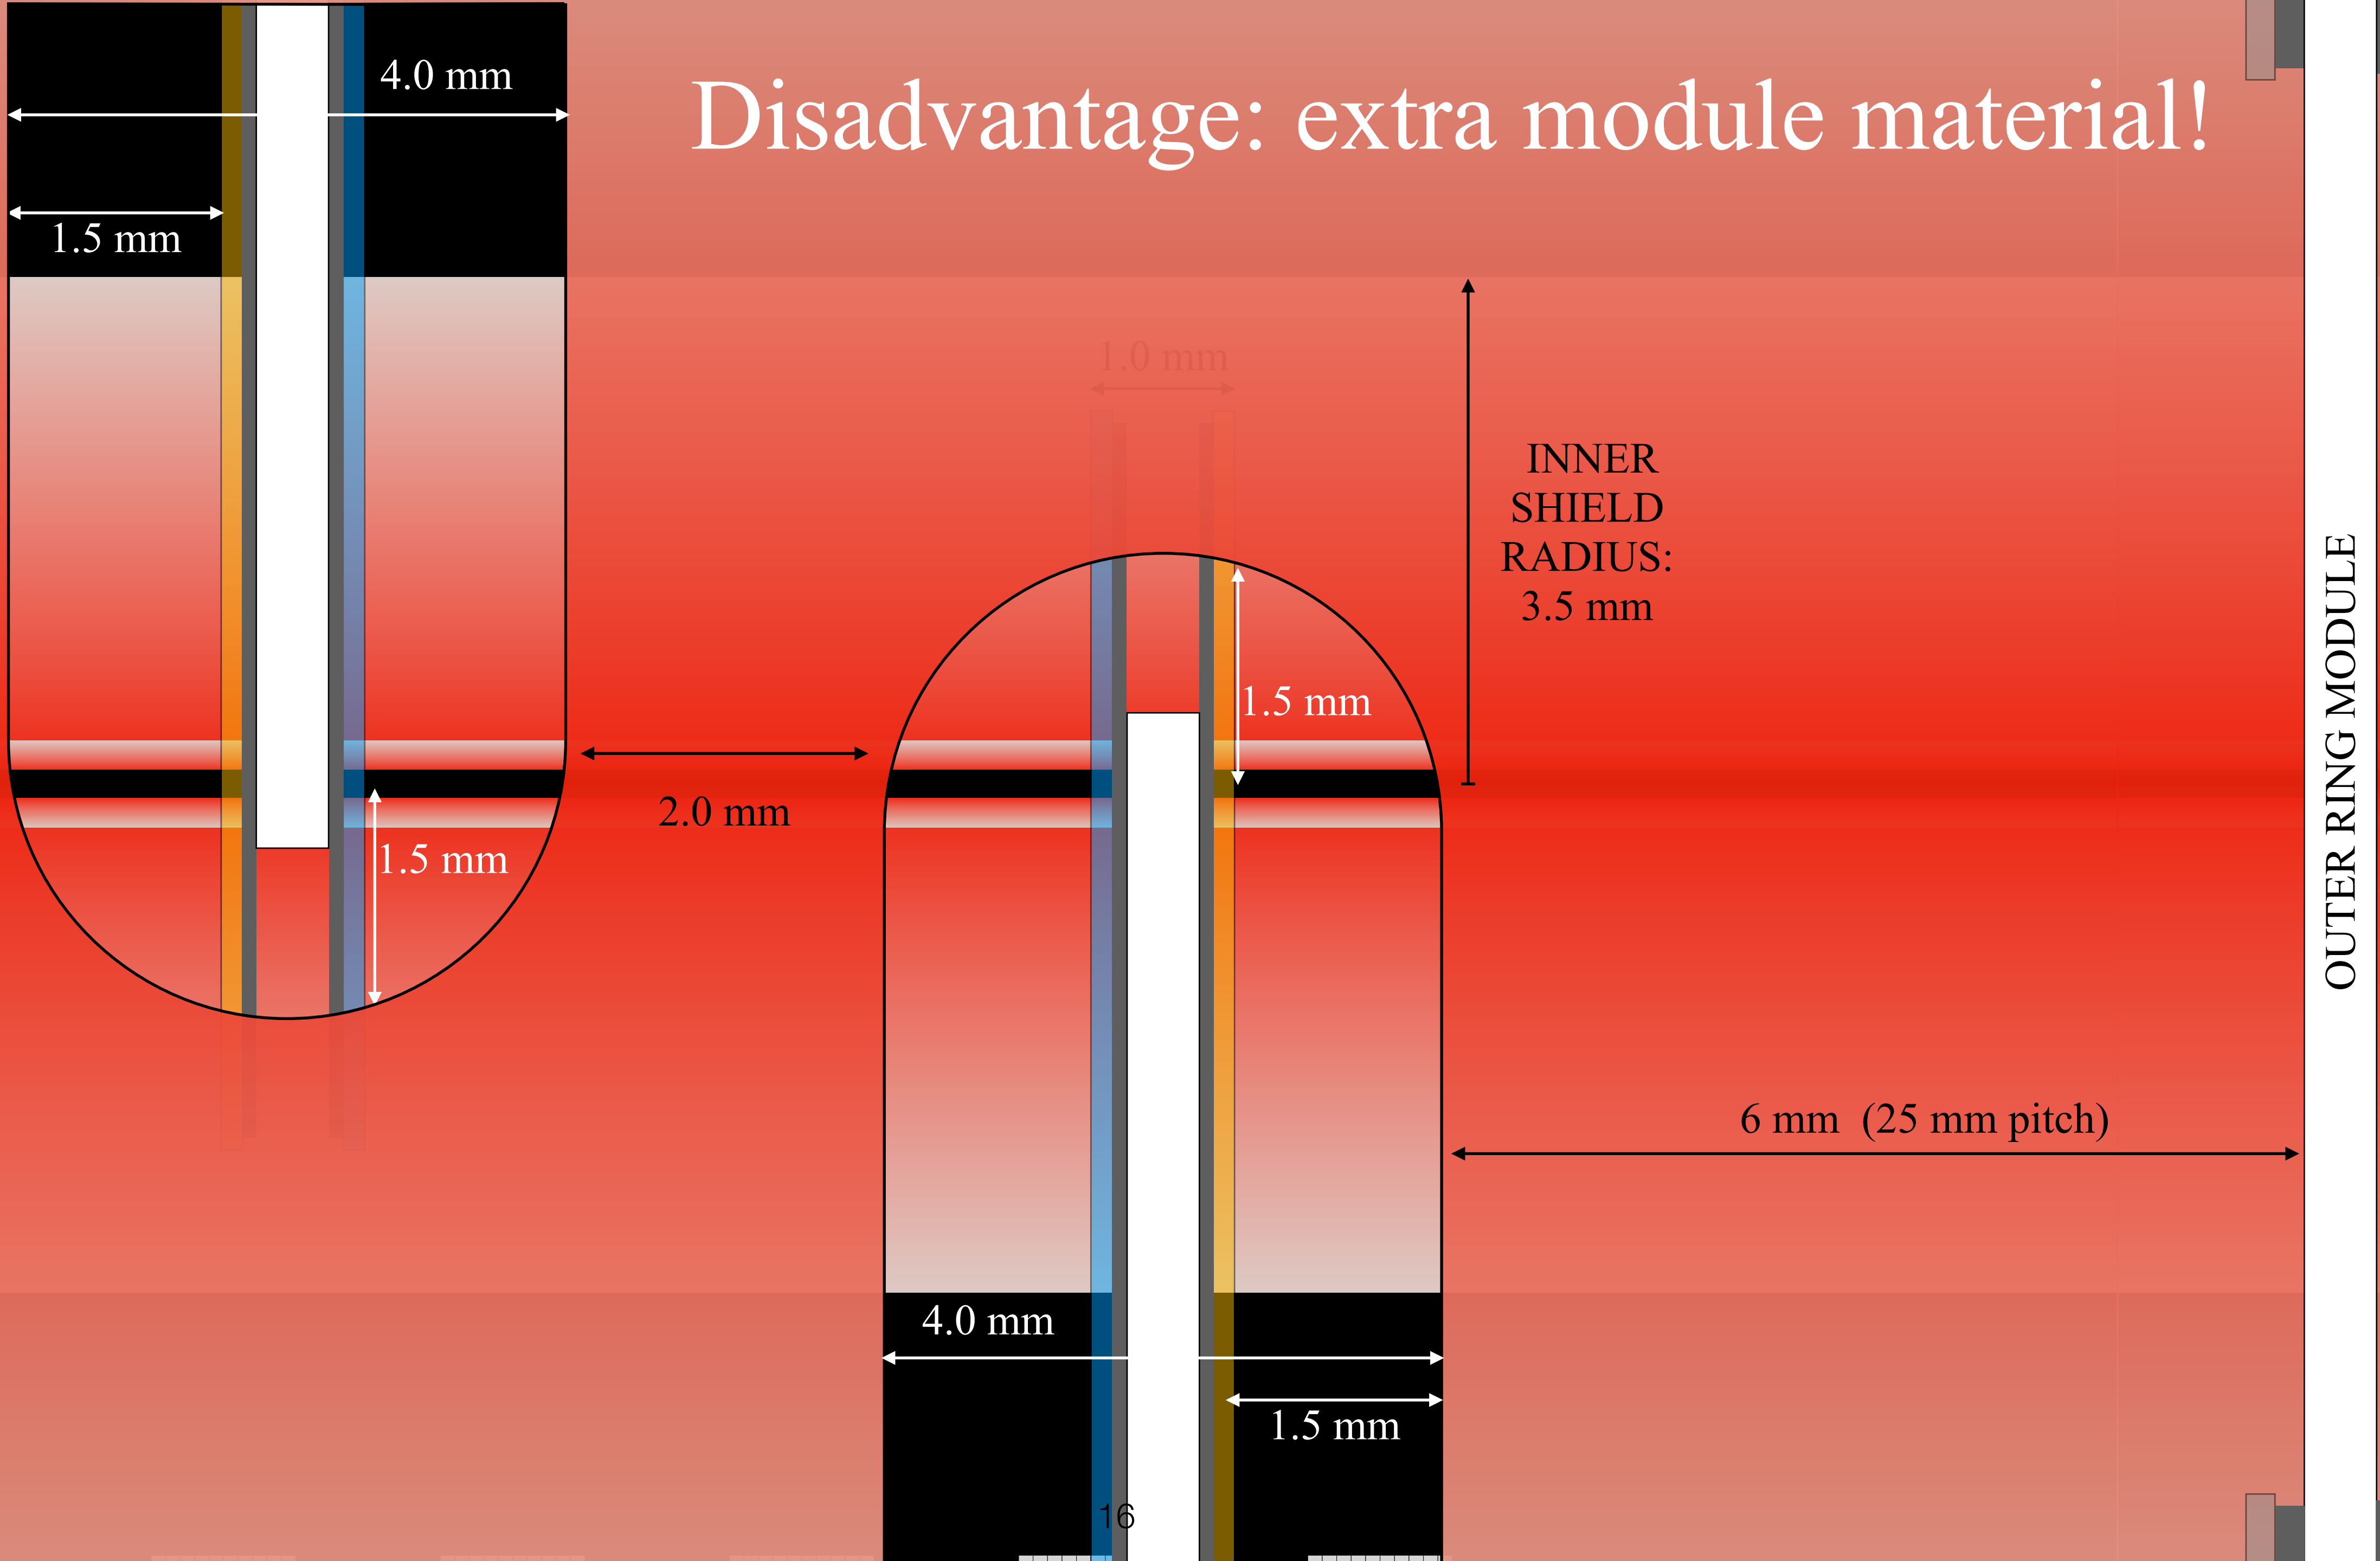 4.0 mm
Disadvantage: extra module material!
1.5 mm
1.0 mm
INNER
SHIELD
RADIUS:
3.5 mm
1.5 mm
2.0 mm
1.5 mm
OUTER RING MODULE
6 mm (25 mm pitch)
4.0 mm
1.5 mm
16